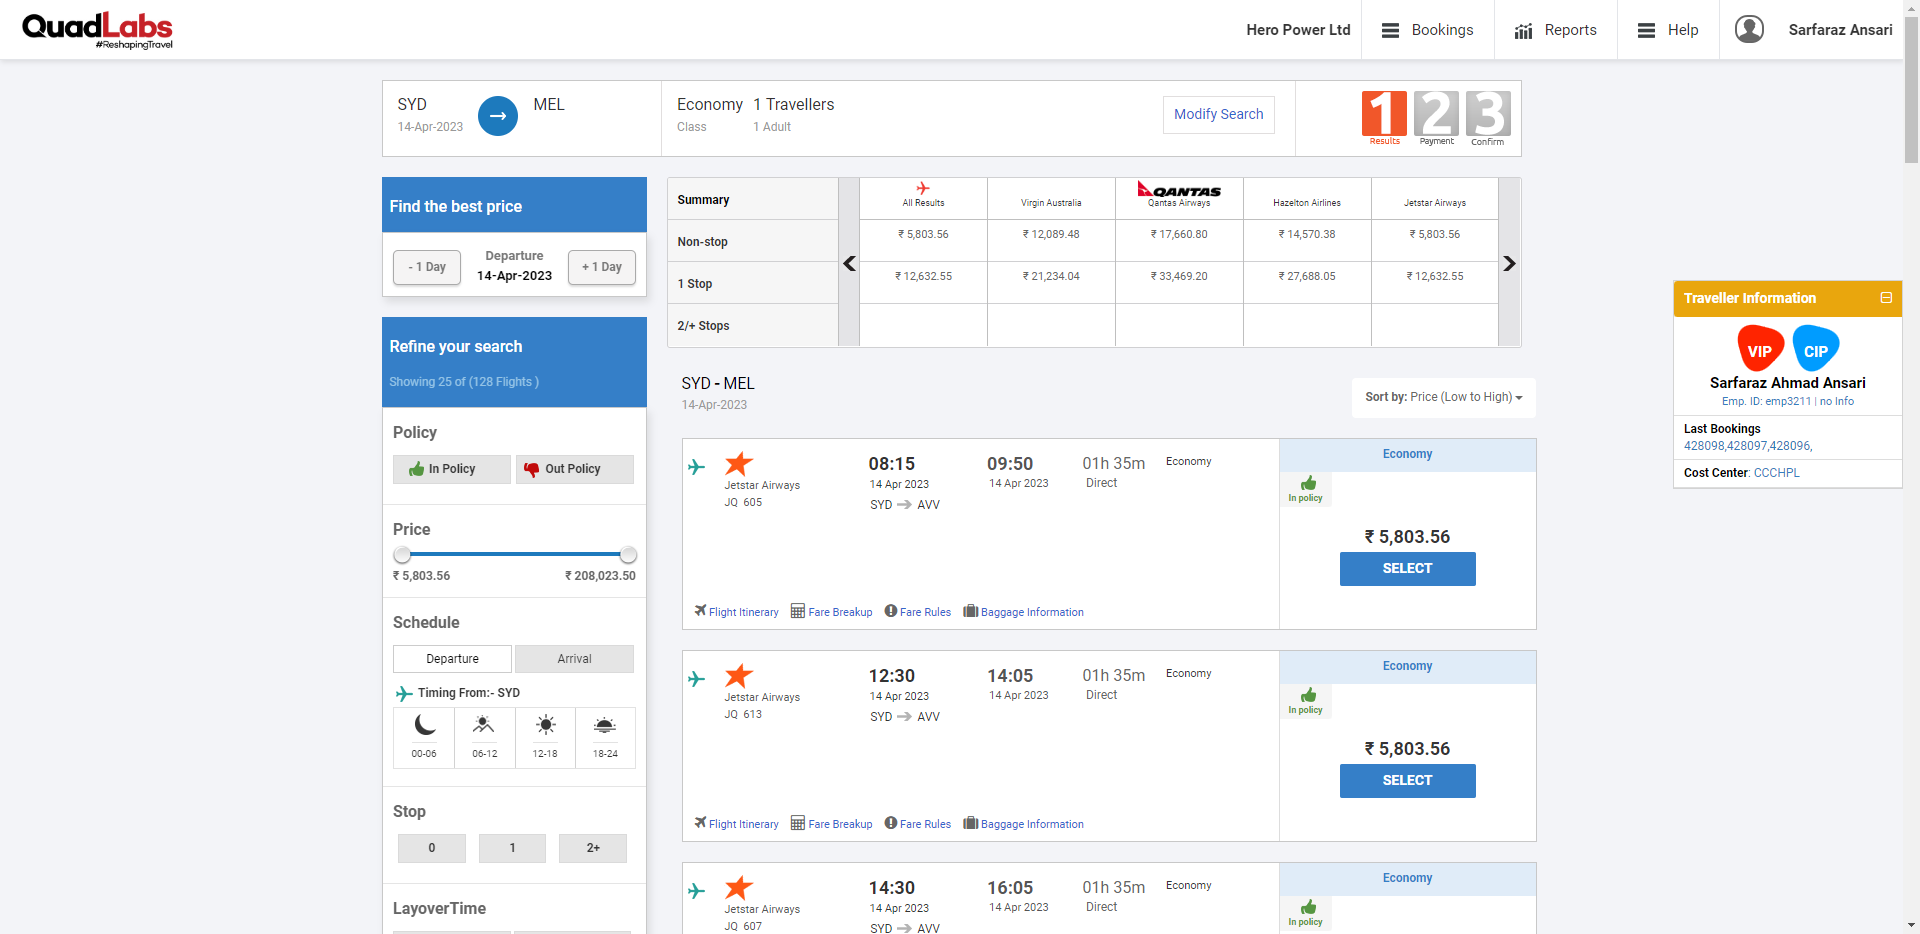 QuadLabs
#ReshapingTravel
Hero Power Ltd
Bookings
Reports
Help
Sarfaraz Ansari
SYD
14-Apr-2023
MEL
Economy
Class
1 Travellers
1 Adult
Modify Search
1
Results
2
Payment
3
Confirm
Find the best price
- 1 Day
Departure
14-Apr-2023
+ 1 Day
Refine your search
Showing 25 of (128 Flights )
Policy
In Policy
Out Policy
Price
₹ 5,803.56
₹ 208,023.50
Schedule
Departure
Arrival
Timing From:- SYD
00-06
06-12
12-18
18-24
Stop
0
1
2+
LayoverTime
Summary
All Results
Virgin Australia
QANTAS
Qantas Airways
Hazelton Airlines
Jetstar Airways
Non-stop
₹ 5,803.56
₹ 12,089.48
₹ 17,660.80
₹ 14,570.38
₹ 5,803.56
1 Stop
₹ 12,632.55
₹ 21,234.04
₹ 33,469.20
₹ 27,688.05
₹ 12,632.55
2/+ Stops
SYD - MEL
14-Apr-2023
Sort by: Price (Low to High)
Jetstar Airways
JQ 605
08:15
14 Apr 2023
SYD AVV
09:50
14 Apr 2023
01h 35m
Direct
Economy
Economy
In policy
₹ 5,803.56
SELECT
Flight Itinerary
Fare Breakup
Fare Rules
Baggage Information
Jetstar Airways
JQ 613
12:30
14 Apr 2023
SYD AVV
14:05
14 Apr 2023
01h 35m
Direct
Economy
Economy
In policy
₹ 5,803.56
SELECT
Flight Itinerary
Fare Breakup
Fare Rules
Baggage Information
Jetstar Airways
JQ 607
14:30
14 Apr 2023
SYD AVV
16:05
14 Apr 2023
01h 35m
Direct
Economy
Economy
In policy
Traveller Information
VIP
CIP
Sarfaraz Ahmad Ansari
Emp. ID: emp3211 | no Info
Last Bookings
428098,428097,428096,
Cost Center: CCCHPL